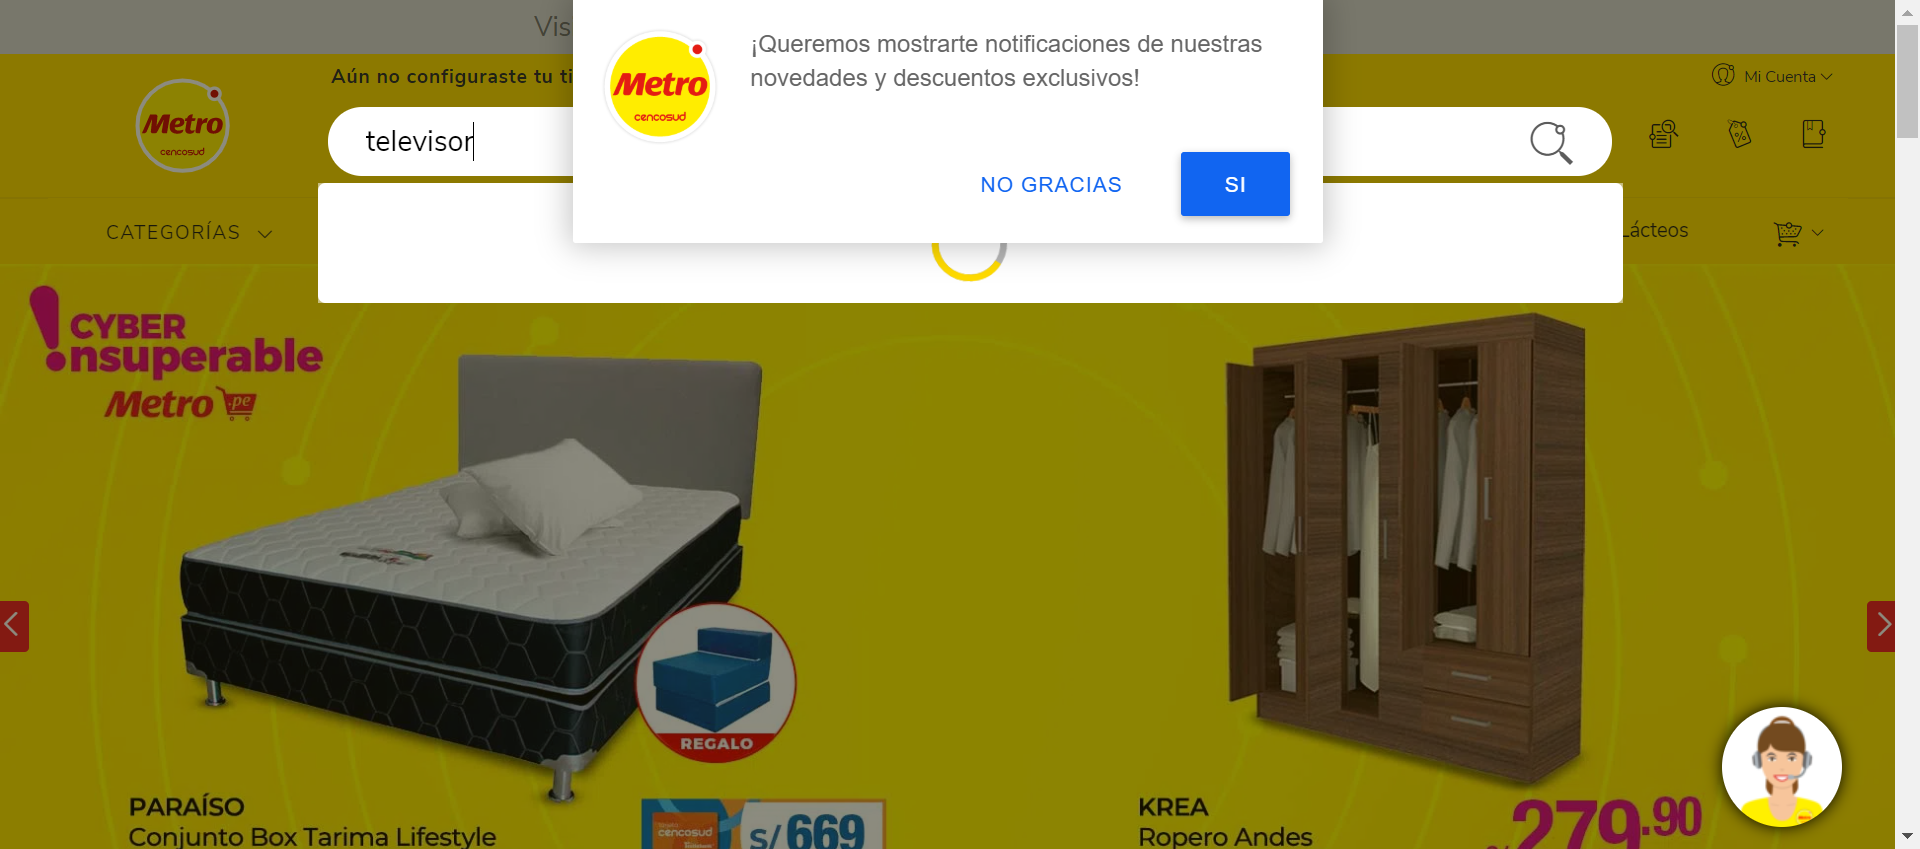 Vis
¡Queremos mostrarte notificaciones de nuestras
novedades y descuentos exclusivos!
Metro
cencosud
NO GRACIAS
SI
Aún no configuraste tu ti
Mi Cuenta
Metro
cencosud
televisor
CATEGORÍAS
Lácteos
CYBER
nsuperable
Metro .pe
REGALO
PARAÍSO
Conjunto Box Tarima Lifestyle
cencosud
S/ 669
KREA
Ropero Andes
279.90